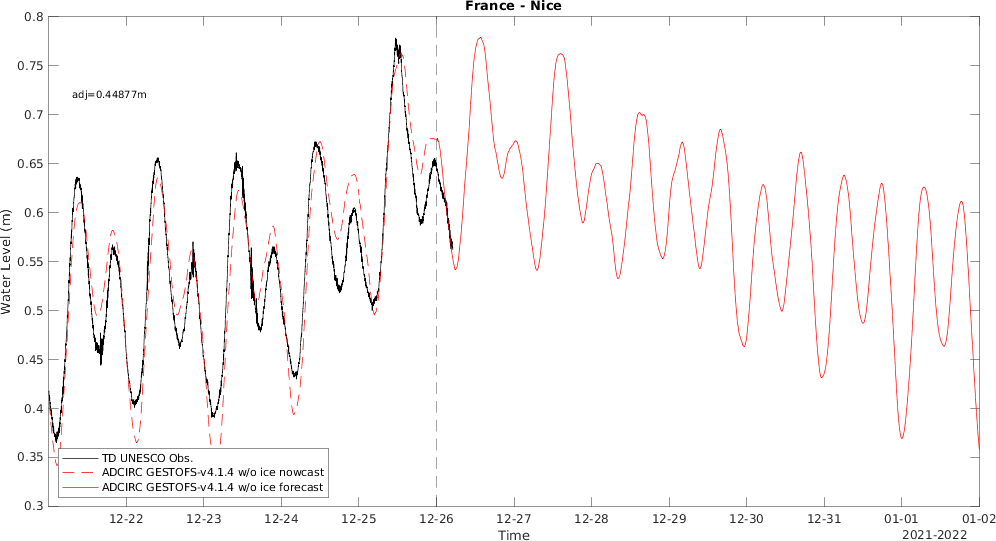 France - Nice
0.8
0.75
0.7
0.65
0.6
0.55
0.5
0.45
0.4
0.35
0.3
Water Level (m)
adj=0.44877m
TD UNESCO Obs.
ADCIRC GESTOFS-v4.1.4 w/o ice nowcast
ADCIRC GESTOFS-v4.1.4 w/o ice forecast
12-22 12-23 12-24 12-25 12-26 12-27 12-28 12-29 12-30 12-31 01-01 01-02
Time
2021-2022